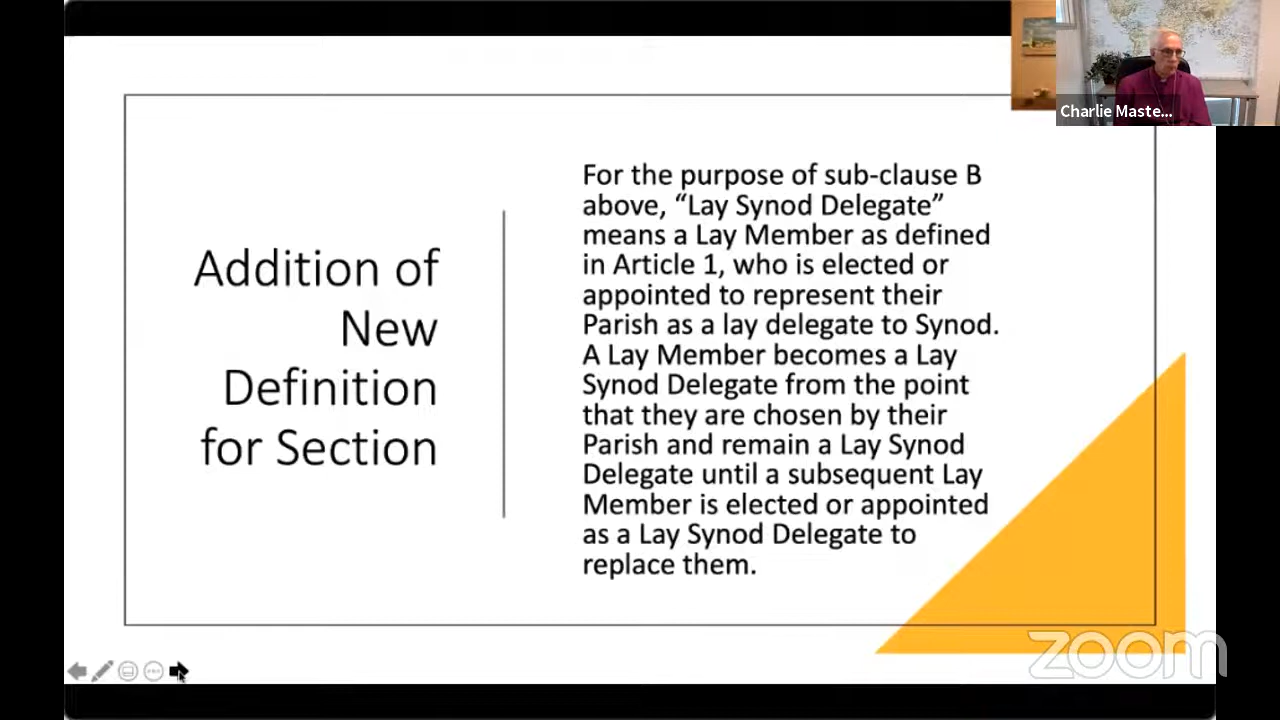 Charlie Maste...
Addition of
New
Definition
for Section
For the purpose of sub-clause B
above, “Lay Synod Delegate”
means a Lay Member as defined
in Article 1, who is elected or
appointed to represent their
Parish as a lay delegate to Synod.
A Lay Member becomes a Lay
Synod Delegate from the point
that they are chosen by their
Parish and remain a Lay Synod
Delegate until a subsequent Lay
Member is elected or appointed
as a Lay Synod Delegate to
replace them.
zoom